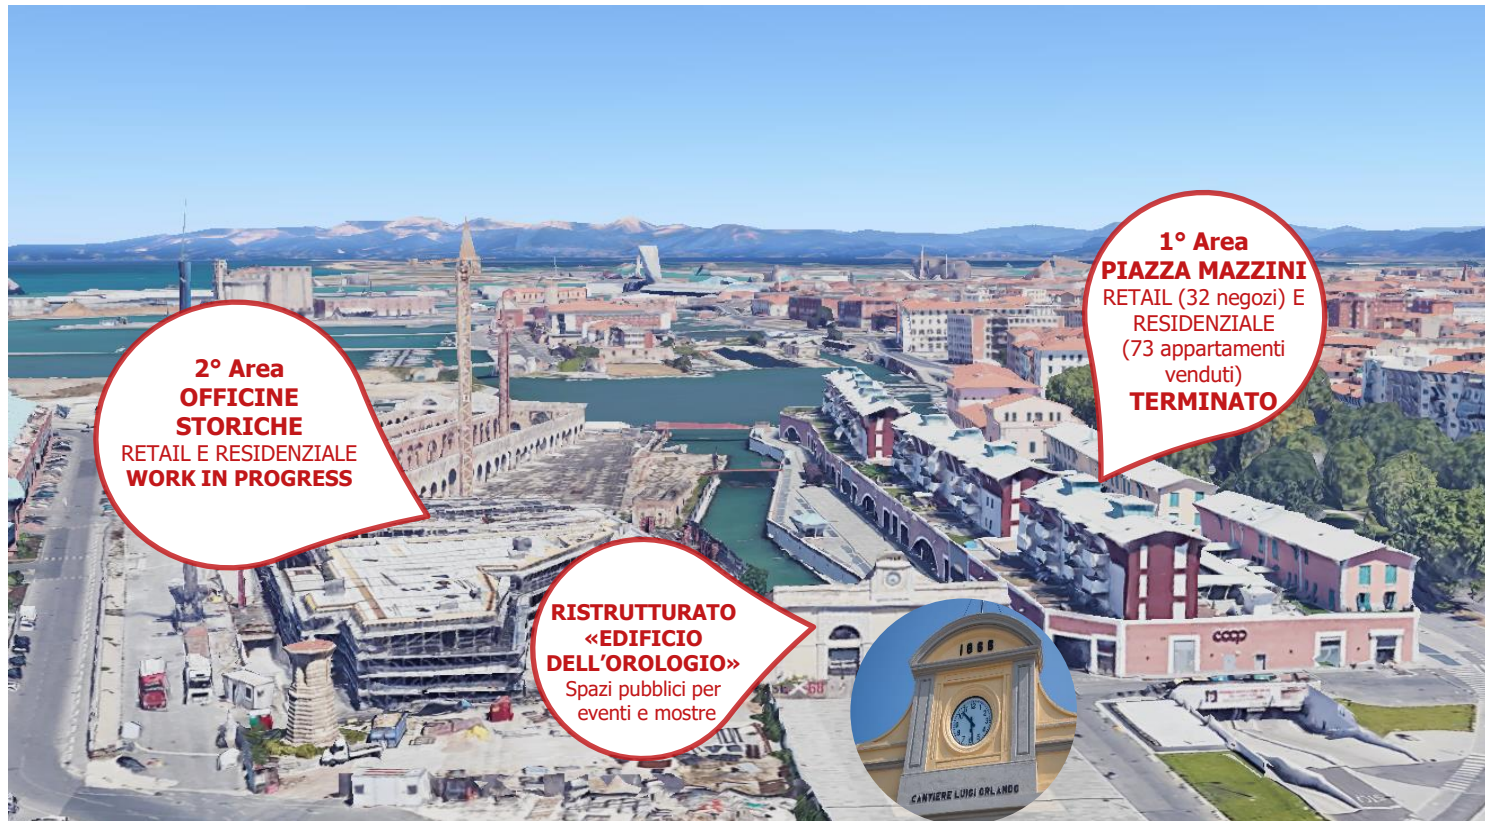 1° Area
PIAZZA MAZZINI
RETAIL (32 negozi) E
RESIDENZIALE
(73 appartamenti
venduti)
TERMINATO
2° Area
OFFICINE
STORICHE
RETAIL E RESIDENZIALE
WORK IN PROGRESS
RISTRUTTURATO
«EDIFICIO
DELL’OROLOGIO»
Spazi pubblici per
eventi e mostre
coop
1866
CANTIERE LUIGI ORLANDO